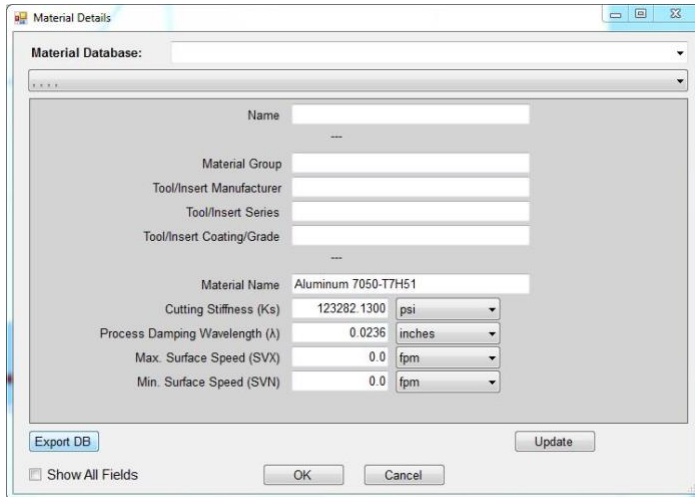 Material Details
Material Database:
, , , ,
Name
---
Material Group
Tool/Insert Manufacturer
Tool/Insert Series
Tool/Insert Coating/Grade
---
Material Name Aluminum 7050-T7H51
Cutting Stiffness (Ks) 123282.1300 psi
Process Damping Wavelength (λ) 0.0236 inches
Max. Surface Speed (SVX) 0.0 fpm
Min. Surface Speed (SVN) 0.0 fpm
Export DB Update
Show All Fields OK Cancel